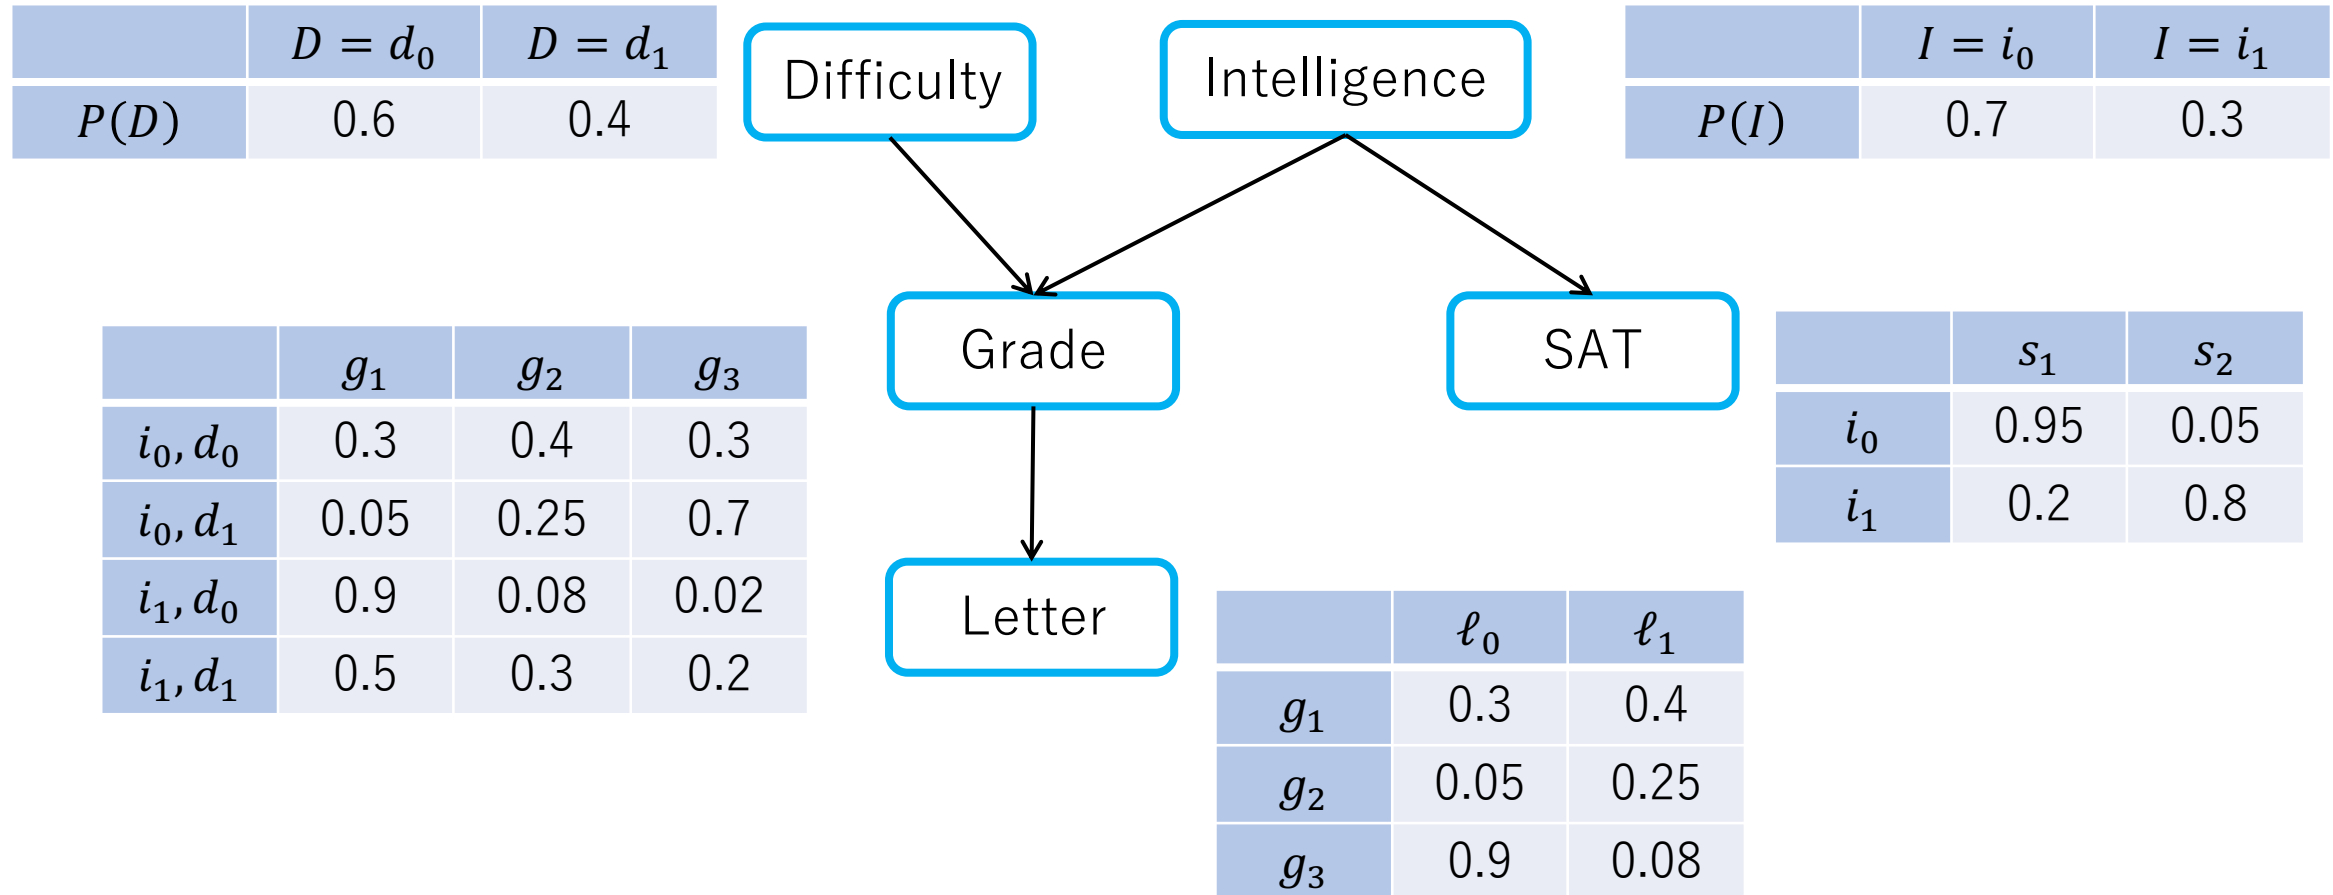 D = d₀ D = d₁
P(D) 0.6 0.4
Difficulty
Intelligence
I = i₀ I = i₁
P(I) 0.7 0.3
g₁ g₂ g₃
i₀, d₀ 0.3 0.4 0.3
i₀, d₁ 0.05 0.25 0.7
i₁, d₀ 0.9 0.08 0.02
i₁, d₁ 0.5 0.3 0.2
Grade
SAT
s₁ s₂
i₀ 0.95 0.05
i₁ 0.2 0.8
Letter
ℓ₀ ℓ₁
g₁ 0.3 0.4
g₂ 0.05 0.25
g₃ 0.9 0.08